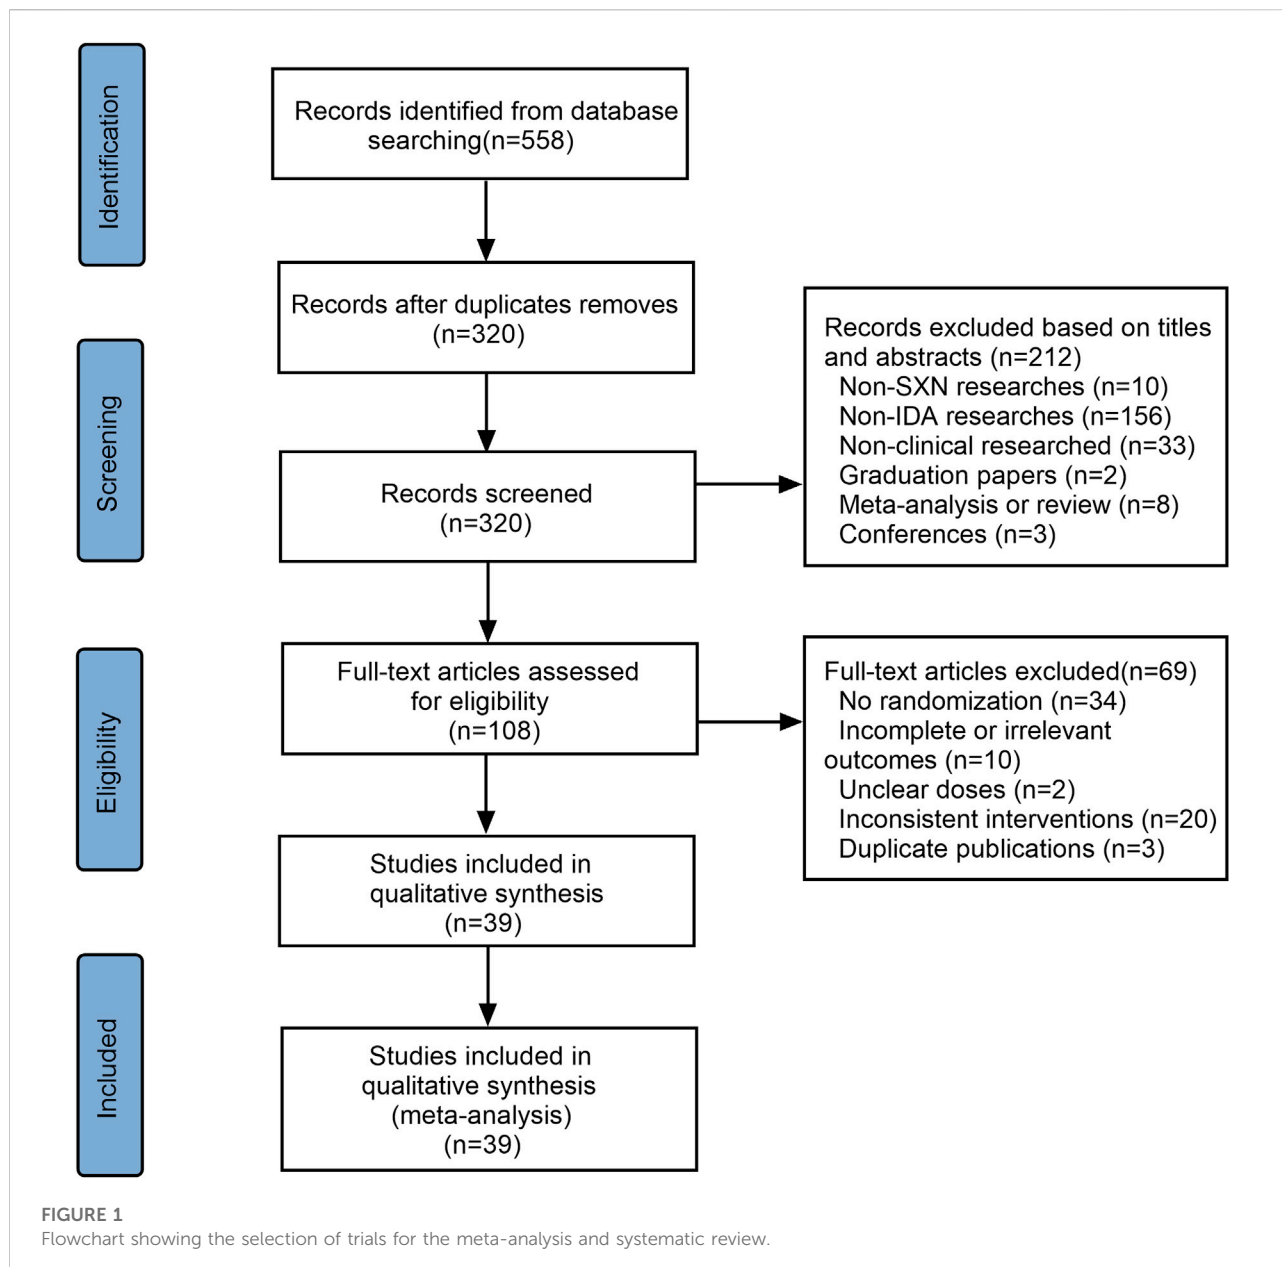 Identification
Records identified from database
searching(n=558)
Records after duplicates removes
(n=320)
Screening
Records screened
(n=320)
Records excluded based on titles
and abstracts (n=212)
Non-SXN researches (n=10)
Non-IDA researches (n=156)
Non-clinical researched (n=33)
Graduation papers (n=2)
Meta-analysis or review (n=8)
Conferences (n=3)
Eligibility
Full-text articles assessed
for eligibility
(n=108)
Full-text articles excluded(n=69)
No randomization (n=34)
Incomplete or irrelevant
outcomes (n=10)
Unclear doses (n=2)
Inconsistent interventions (n=20)
Duplicate publications (n=3)
Studies included in
qualitative synthesis
(n=39)
Included
Studies included in
qualitative synthesis
(meta-analysis)
(n=39)
FIGURE 1
Flowchart showing the selection of trials for the meta-analysis and systematic review.